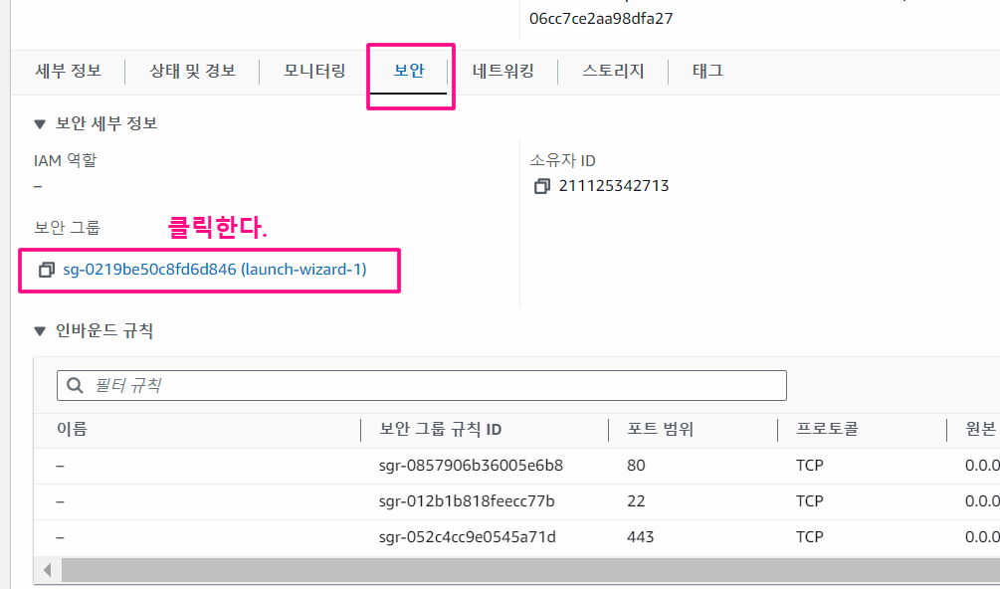 06cc7ce2aa98dfa27
세부 정보 상태 및 경보 모니터링 보안 네트워킹 스토리지 태그
보안 세부 정보
IAM 역할 소유자 ID
– 211125342713
보안 그룹 클릭한다.
sg-0219be50c8fd6d846 (launch-wizard-1)
인바운드 규칙
필터 규칙
이름 보안 그룹 규칙 ID 포트 범위 프로토콜 원본
– sgr-0857906b36005e6b8 80 TCP 0.0.0
– sgr-012b1b818feecc77b 22 TCP 0.0.0
– sgr-052c4cc9e0545a71d 443 TCP 0.0.0